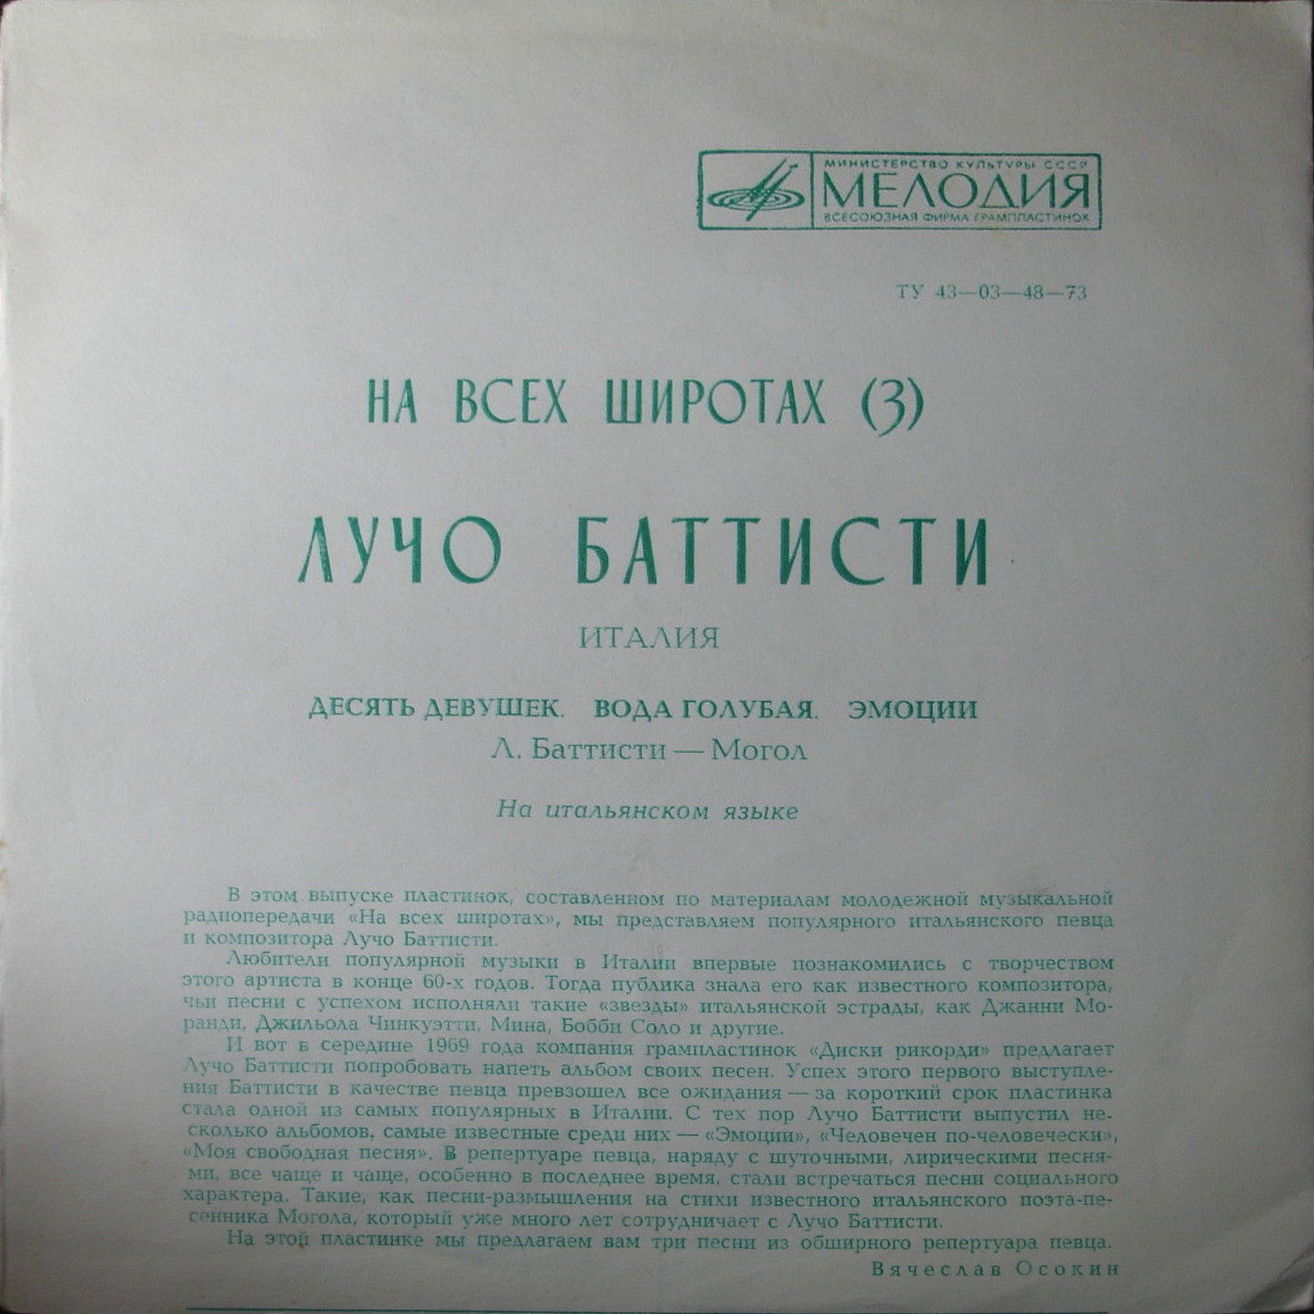 МИНИСТЕРСТВО КУЛЬТУРЫ СССР
МЕЛОДИЯ
ВСЕСОЮЗНАЯ ФИРМА ГРАМПЛАСТИНОК
ТУ 43—03—48—73
НА ВСЕХ ШИРОТАХ (3)
ЛУЧО БАТТИСТИ
ИТАЛИЯ
ДЕСЯТЬ ДЕВУШЕК. ВОДА ГОЛУБАЯ. ЭМОЦИИ
Л. Баттисти — Могол
На итальянском языке
В этом выпуске пластинок, составленном по материалам молодежной музыкальной
радиопередачи «На всех широтах», мы представляем популярного итальянского певца
и композитора Лучо Баттисти.
Любители популярной музыки в Италии впервые познакомились с творчеством
этого артиста в конце 60-х годов. Тогда публика знала его как известного композитора,
чьи песни с успехом исполняли такие «звезды» итальянской эстрады, как Джанни Мо-
ранди, Джильола Чинкуэтти, Мина, Бобби Соло и другие.
И вот в середине 1969 года компания грампластинок «Диски рикорди» предлагает
Лучо Баттисти попробовать напеть альбом своих песен. Успех этого первого выступле-
ния Баттисти в качестве певца превзошел все ожидания — за короткий срок пластинка
стала одной из самых популярных в Италии. С тех пор Лучо Баттисти выпустил не-
сколько альбомов, самые известные среди них — «Эмоции», «Человечен по-человечески»,
«Моя свободная песня». В репертуаре певца, наряду с шуточными, лирическими песня-
ми, все чаще и чаще, особенно в последнее время, стали встречаться песни социального
характера. Такие, как песни-размышления на стихи известного итальянского поэта-пе-
сенника Могола, который уже много лет сотрудничает с Лучо Баттисти.
На этой пластинке мы предлагаем вам три песни из обширного репертуара певца.
Вячеслав Осокин